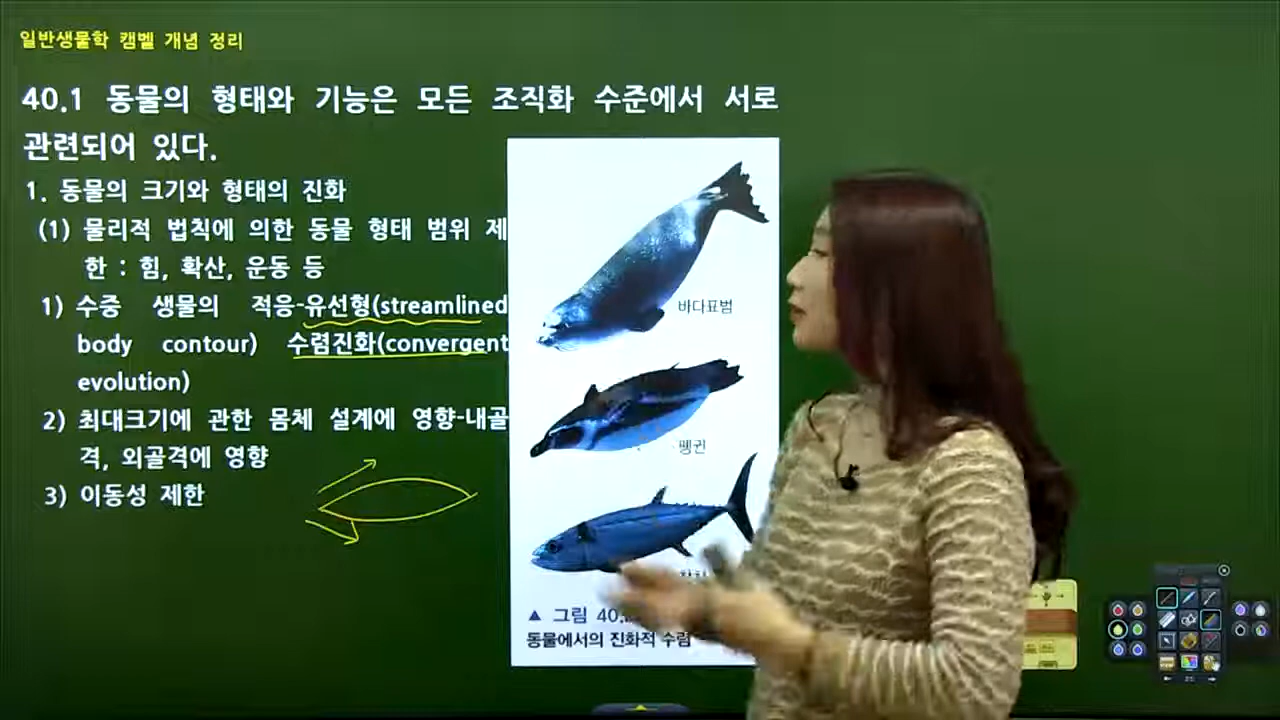 일반생물학 캠벨 개념 정리
40.1 동물의 형태와 기능은 모든 조직화 수준에서 서로
관련되어 있다.
1. 동물의 크기와 형태의 진화
(1) 물리적 법칙에 의한 동물 형태 범위 제
한 : 힘, 확산, 운동 등
1) 수중 생물의 적응-유선형(streamlined
body contour) 수렴진화(convergent
evolution)
2) 최대크기에 관한 몸체 설계에 영향-내골
격, 외골격에 영향
3) 이동성 제한
바다표범
펭귄
▲ 그림 40.
동물에서의 진화적 수렴